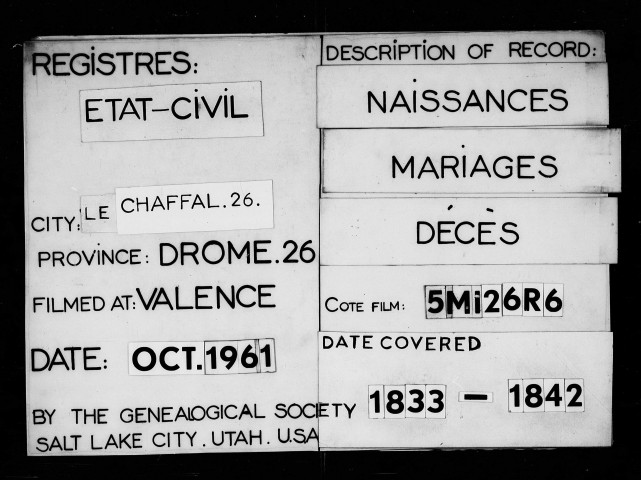 REGISTRES:
ETAT-CIVIL
CITY: LE CHAFFAL.26.
PROVINCE: DROME.26
FILMED AT: VALENCE
DATE: OCT. 1961
BY THE GENEALOGICAL SOCIETY
SALT LAKE CITY. UTAH. U.S.A
DESCRIPTION OF RECORD:
NAISSANCES
MARIAGES
DÉCÈS
COTE FILM: 5Mi26R6
DATE COVERED
1833 - 1842